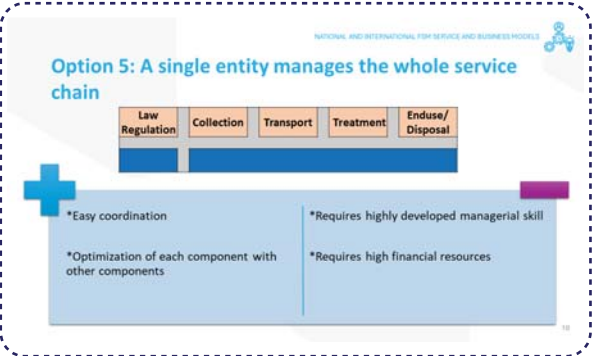 NATIONAL AND INTERNATIONAL FSM SERVICE AND BUSINESS MODELS
Option 5: A single entity manages the whole service
chain
Law
Regulation
Collection
Transport
Treatment
Enduse/
Disposal
*Easy coordination
*Optimization of each component with
other components
*Requires highly developed managerial skill
*Requires high financial resources
18